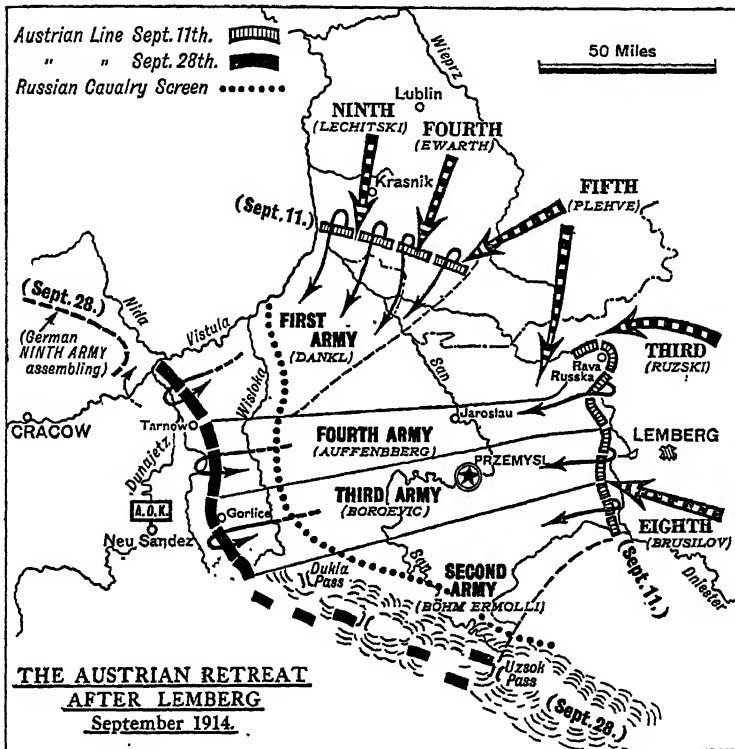 Austrian Line Sept. 11th.
" " Sept. 28th.
Russian Cavalry Screen
50 Miles
Wieprz
Lublin
NINTH
(LECHITSKI)
FOURTH
(EWARTH)
Krasnik
FIFTH
(PLEHVE)
(Sept. 11.)
(Sept. 28.)
Nida
(German
NINTH ARMY
assembling)
Vistula
FIRST
ARMY
(DANKL)
San
THIRD
(RUZSKI)
Rava
Russka
Wistoka
Jaroslau
CRACOW
Tarnow
FOURTH ARMY
(AUFFENBBERG)
LEMBERG
PRZEMYSL
Dunajetz
THIRD ARMY
(BOROEVIC)
A.O.K.
Gorlice
Neu Sandez
EIGHTH
(BRUSILOV)
San
Dukla
Pass
SECOND
ARMY
(BÖHM ERMOLLI)
(Sept. 11.)
Dniester
Uzsok
Pass
THE AUSTRIAN RETREAT
AFTER LEMBERG
September 1914.
(Sept. 28.)